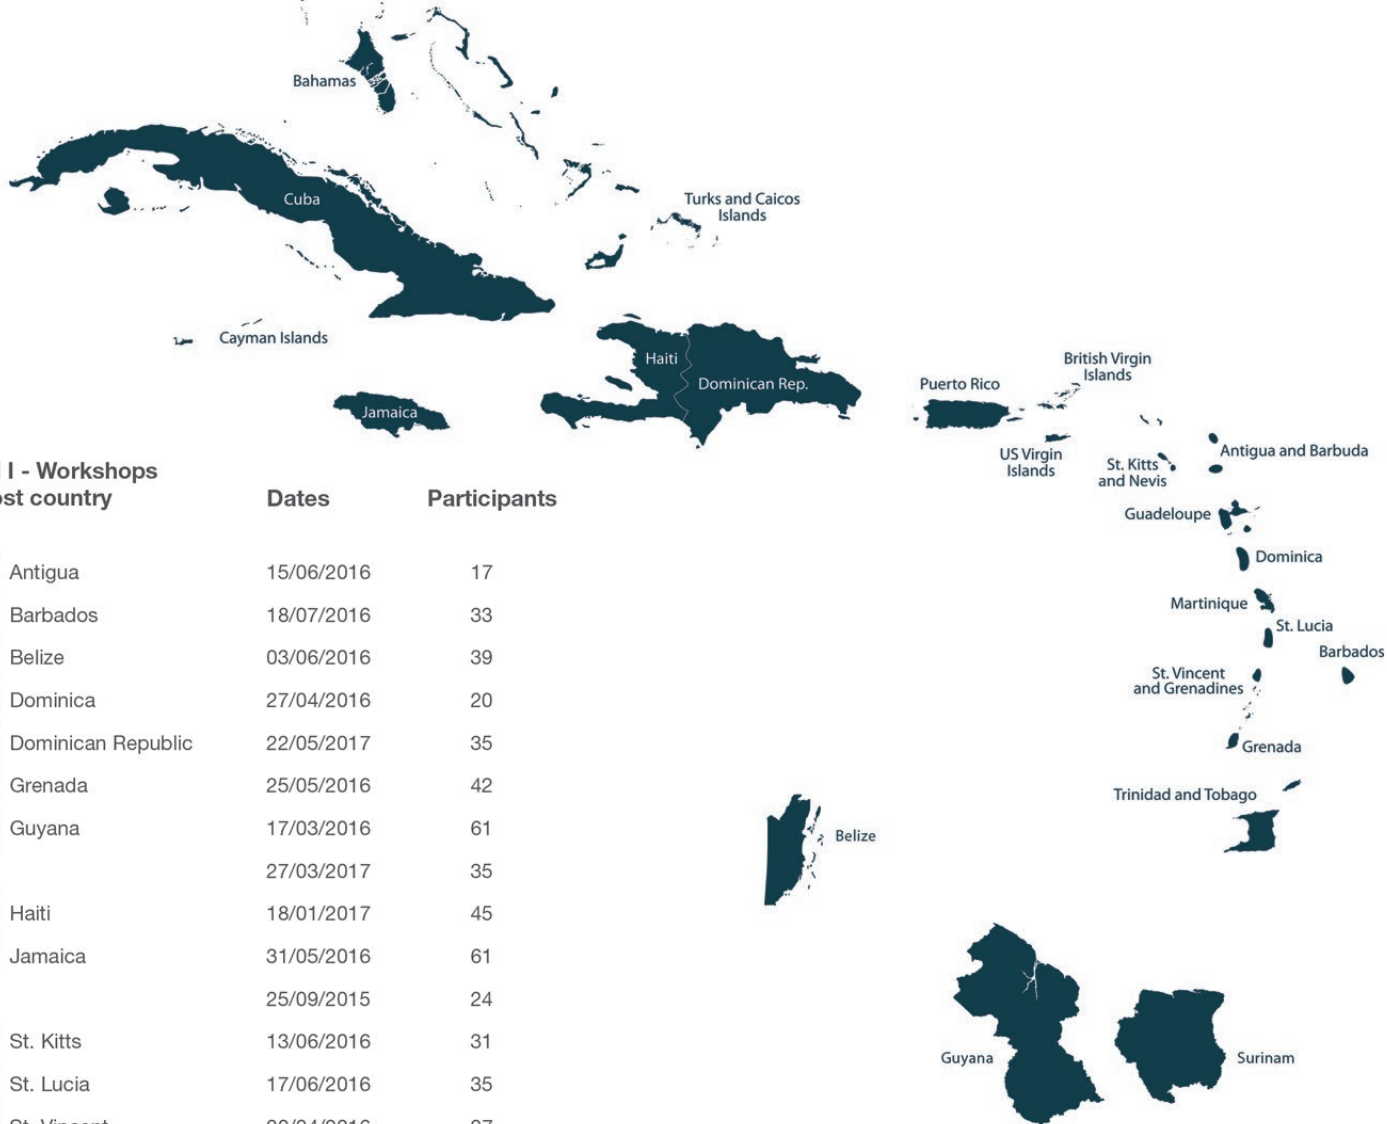 Bahamas
Cuba
Turks and Caicos
Islands
Cayman Islands
Haiti
Dominican Rep.
Jamaica
Puerto Rico
British Virgin
Islands
US Virgin
Islands
St. Kitts
and Nevis
Antigua and Barbuda
Guadeloupe
Dominica
Martinique
St. Lucia
Barbados
St. Vincent
and Grenadines
Grenada
Trinidad and Tobago
Belize
Guyana
Surinam
I - Workshops
country Dates Participants
Antigua 15/06/2016 17
Barbados 18/07/2016 33
Belize 03/06/2016 39
Dominica 27/04/2016 20
Dominican Republic 22/05/2017 35
Grenada 25/05/2016 42
Guyana 17/03/2016 61
27/03/2017 35
Haiti 18/01/2017 45
Jamaica 31/05/2016 61
25/09/2015 24
St. Kitts 13/06/2016 31
St. Lucia 17/06/2016 35
St. Vincent